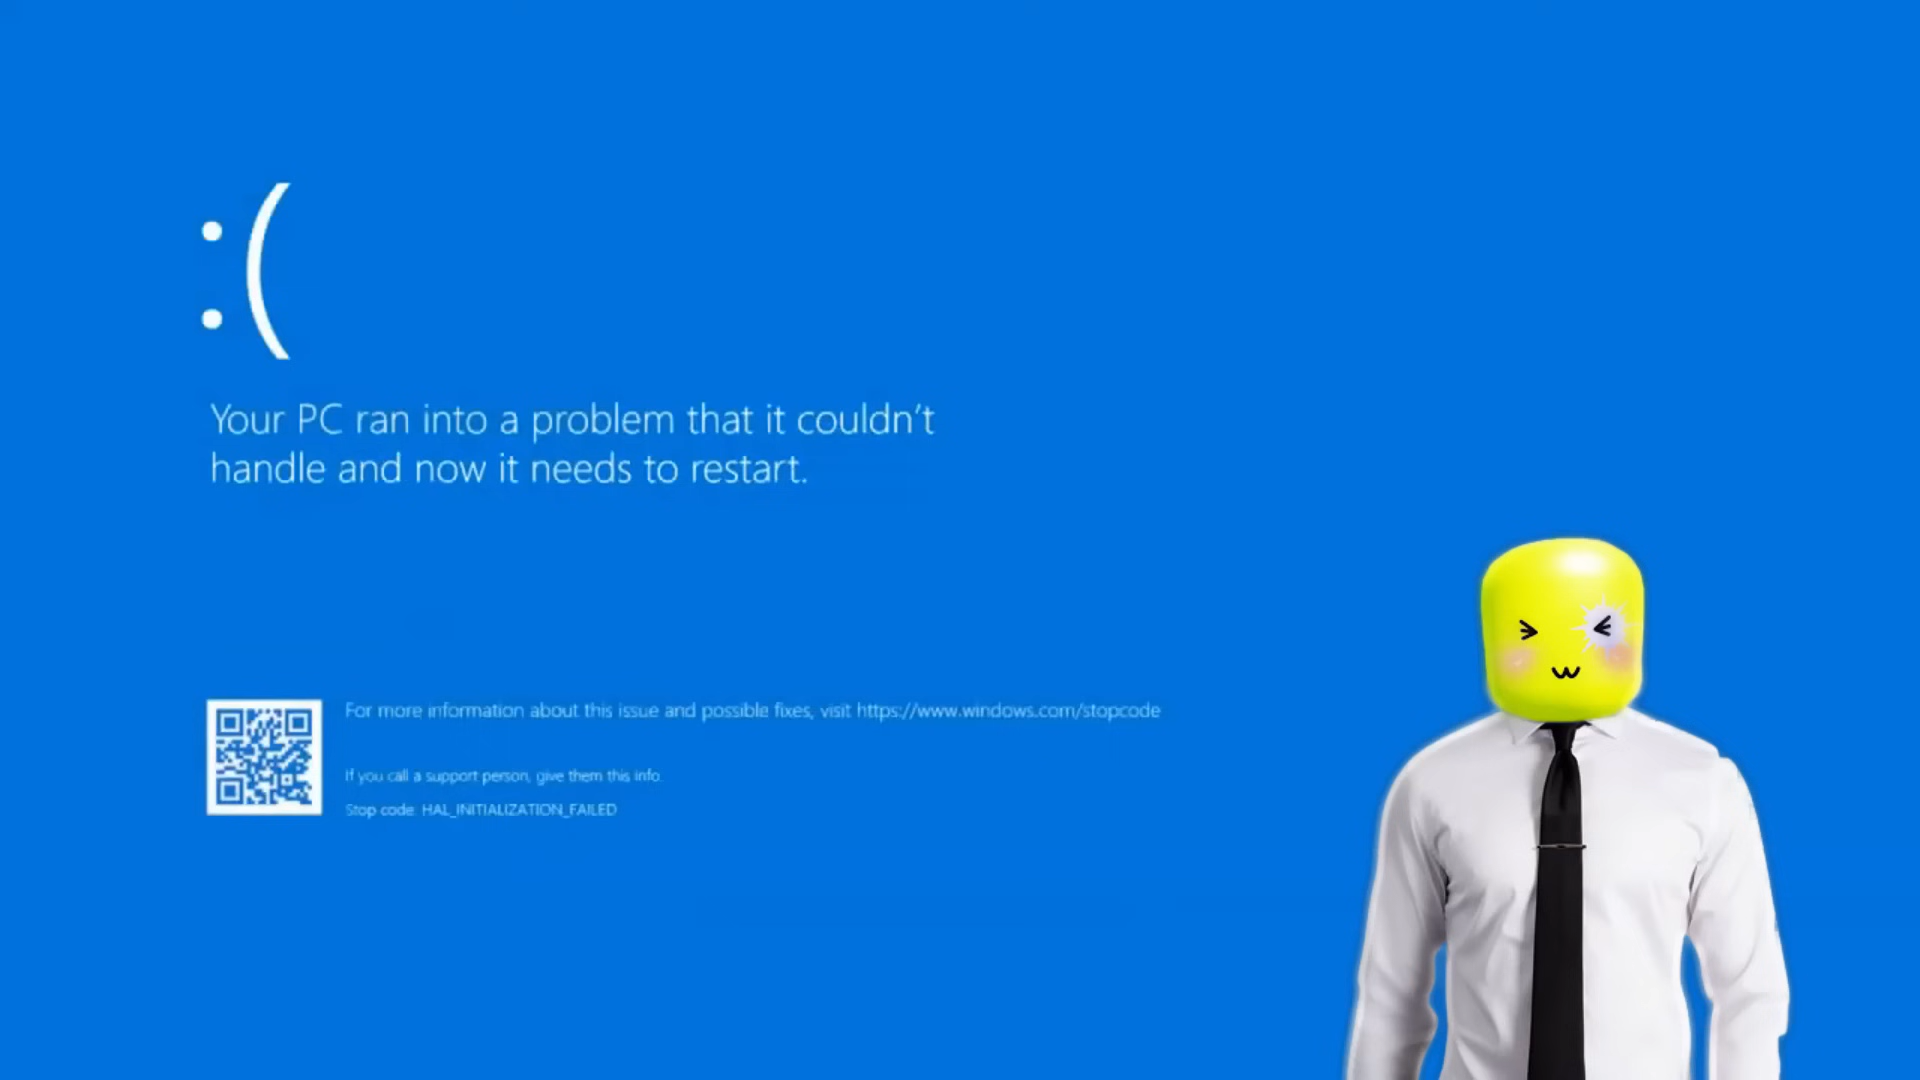 :(
Your PC ran into a problem that it couldn't
handle and now it needs to restart.
For more information about this issue and possible fixes, visit https://www.windows.com/stopcode
If you call a support person, give them this info.
Stop code: HAL_INITIALIZATION_FAILED